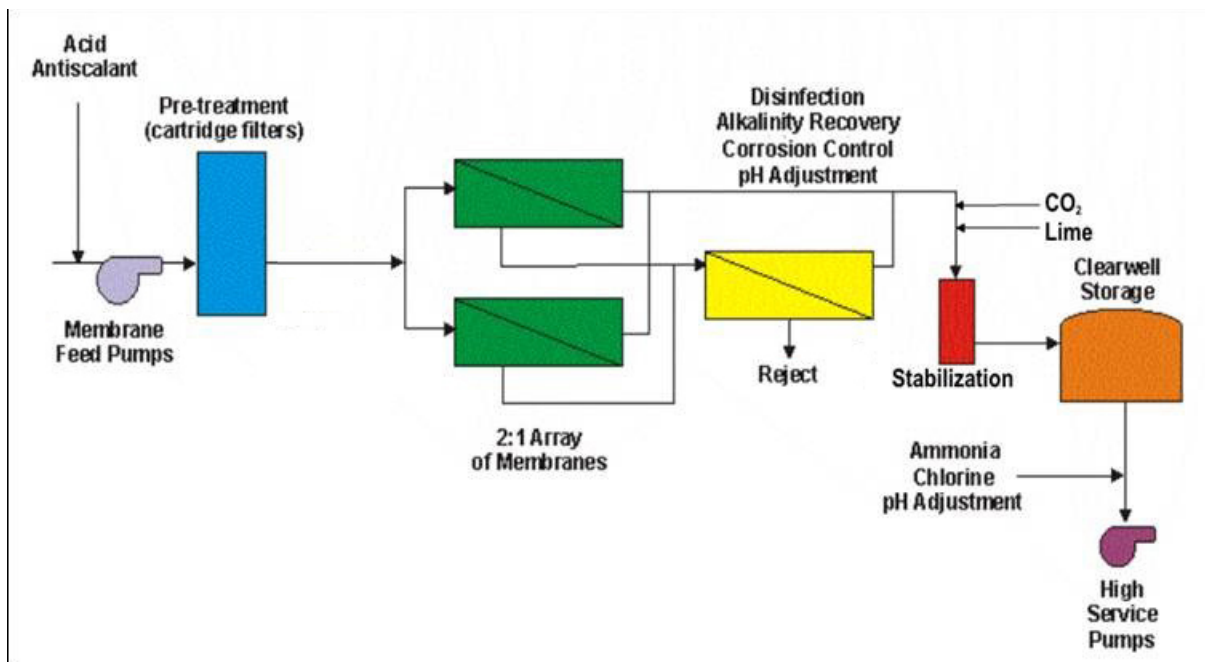 Acid
Antiscalant
Pre-treatment
(cartridge filters)
Membrane
Feed Pumps
2:1 Array
of Membranes
Disinfection
Alkalinity Recovery
Corrosion Control
pH Adjustment
Reject
CO₂
Lime
Stabilization
Clearwell
Storage
Ammonia
Chlorine
pH Adjustment
High
Service
Pumps